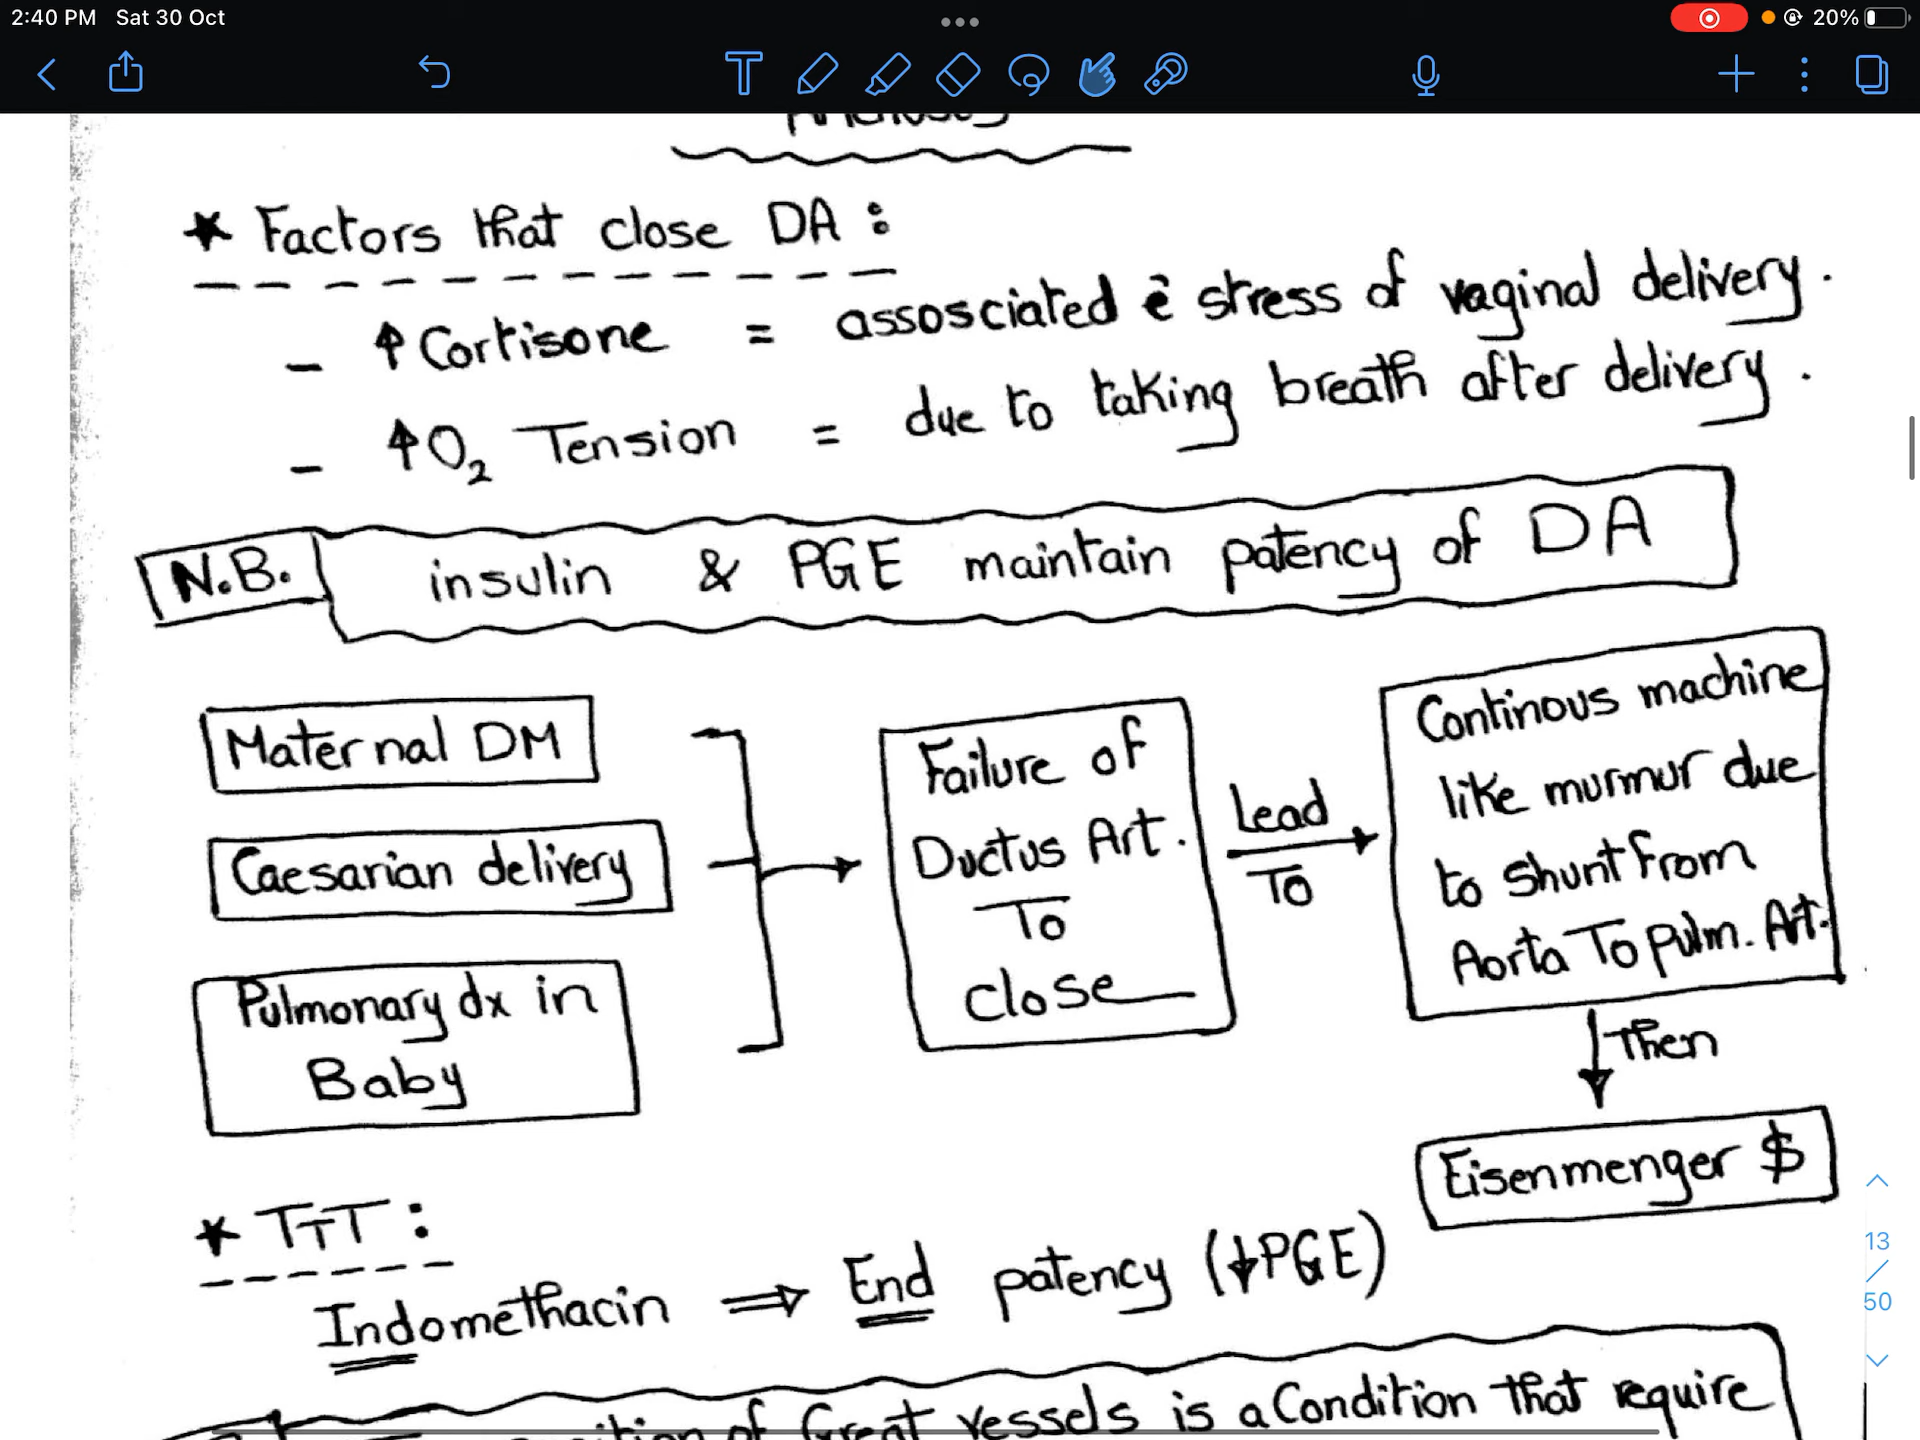 2:40 PM Sat 30 Oct
20%
* Factors that close DA :
- ↑ Cortisone = assosciated ē stress of vaginal delivery.
- ↑ O₂ Tension = due to taking breath after delivery.
N.B. insulin & PGE maintain patency of DA
Maternal DM
Caesarian delivery
Pulmonary dx in
Baby
Failure of
Ductus Art.
To
close
Lead
To
Continous machine
like murmur due
to shunt from
Aorta To pulm. Art.
Then
Eisenmenger $
* TTT :
Indomethacin ⇒ End patency (↓PGE)
of Great vessels is a Condition that require
13
/
50